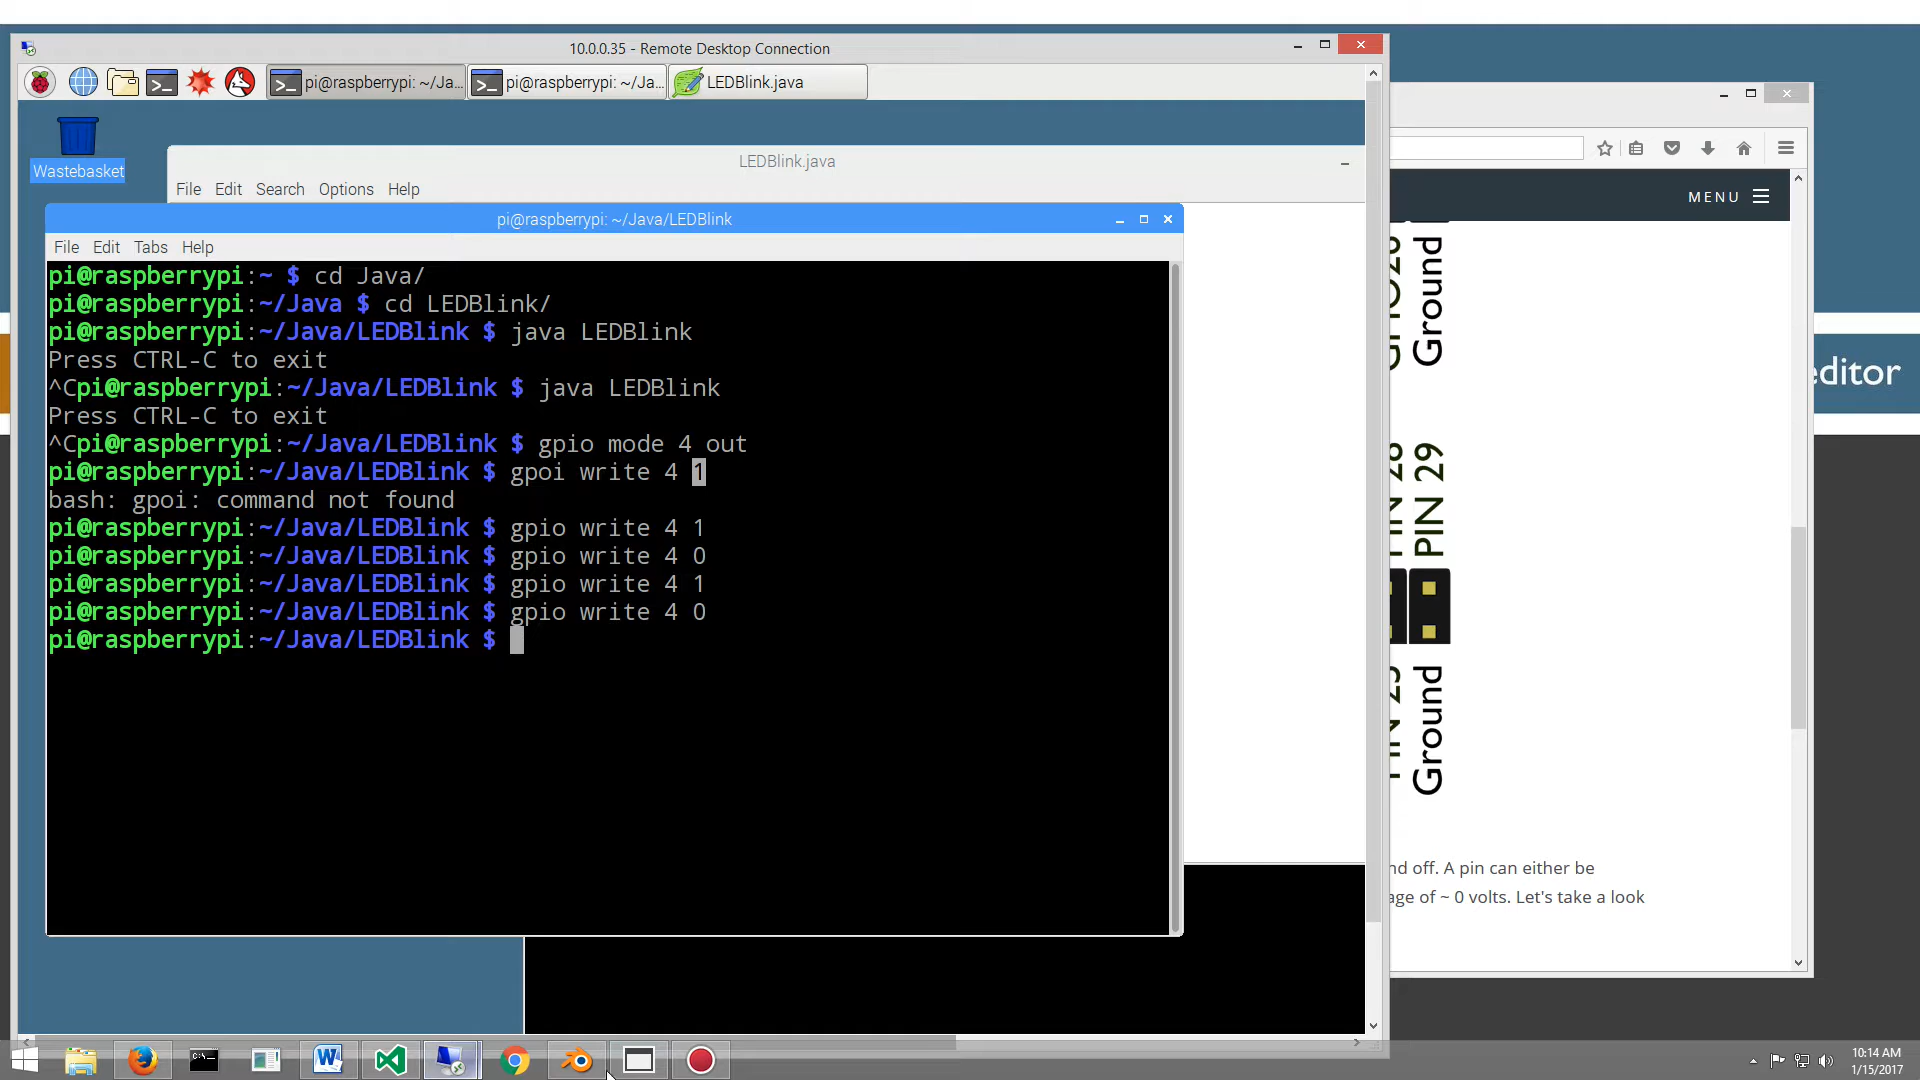 10.0.0.35 - Remote Desktop Connection
pi@raspberrypi: ~/Ja...
pi@raspberrypi: ~/Ja...
LEDBlink.java
Wastebasket
LEDBlink.java
File Edit Search Options Help
pi@raspberrypi: ~/Java/LEDBlink
File Edit Tabs Help
pi@raspberrypi:~ $ cd Java/
pi@raspberrypi:~/Java $ cd LEDBlink/
pi@raspberrypi:~/Java/LEDBlink $ java LEDBlink
Press CTRL-C to exit
^Cpi@raspberrypi:~/Java/LEDBlink $ java LEDBlink
Press CTRL-C to exit
^Cpi@raspberrypi:~/Java/LEDBlink $ gpio mode 4 out
pi@raspberrypi:~/Java/LEDBlink $ gpoi write 4 1
bash: gpoi: command not found
pi@raspberrypi:~/Java/LEDBlink $ gpio write 4 1
pi@raspberrypi:~/Java/LEDBlink $ gpio write 4 0
pi@raspberrypi:~/Java/LEDBlink $ gpio write 4 1
pi@raspberrypi:~/Java/LEDBlink $ gpio write 4 0
pi@raspberrypi:~/Java/LEDBlink $
MENU
Ground
PIN 29
Ground
nd off. A pin can either be
age of ~ 0 volts. Let's take a look
editor
10:14 AM
1/15/2017